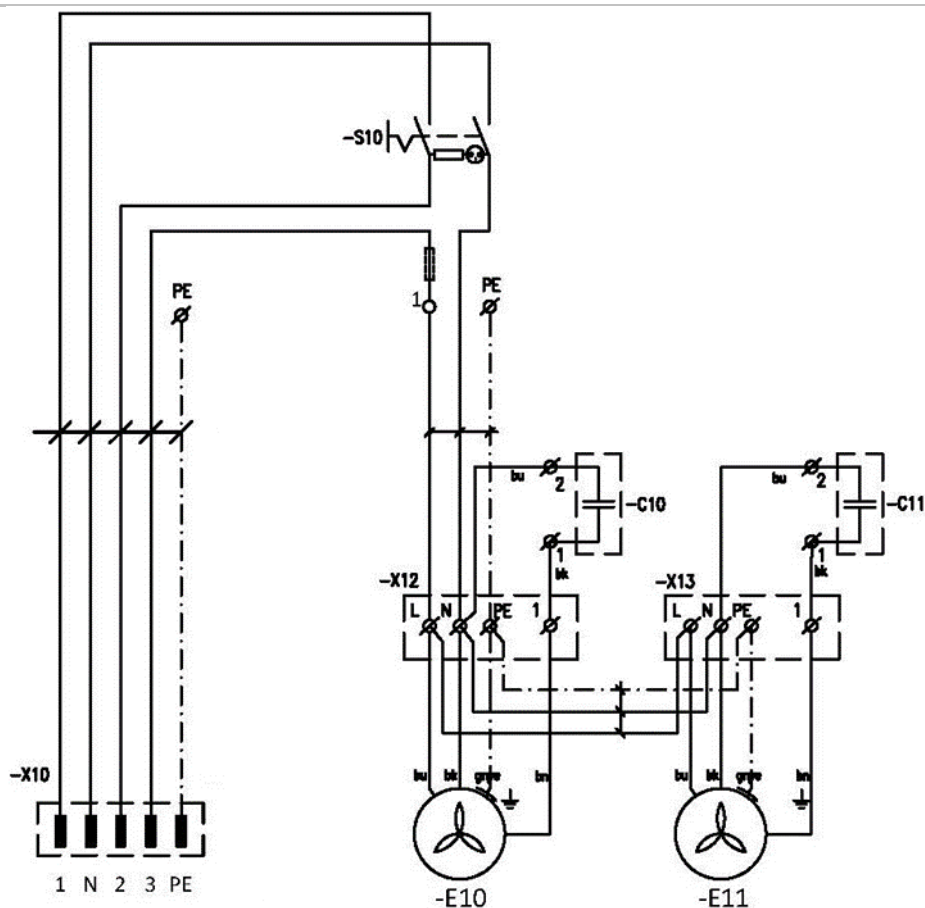 -S10
PE
PE
1
bu
2
-C10
bu
2
-C11
1
bk
1
bk
-X12
-X13
L N PE 1
L N PE 1
-X10
bu bk gnye bn
bu bk gnye bn
1 N 2 3 PE
-E10
-E11